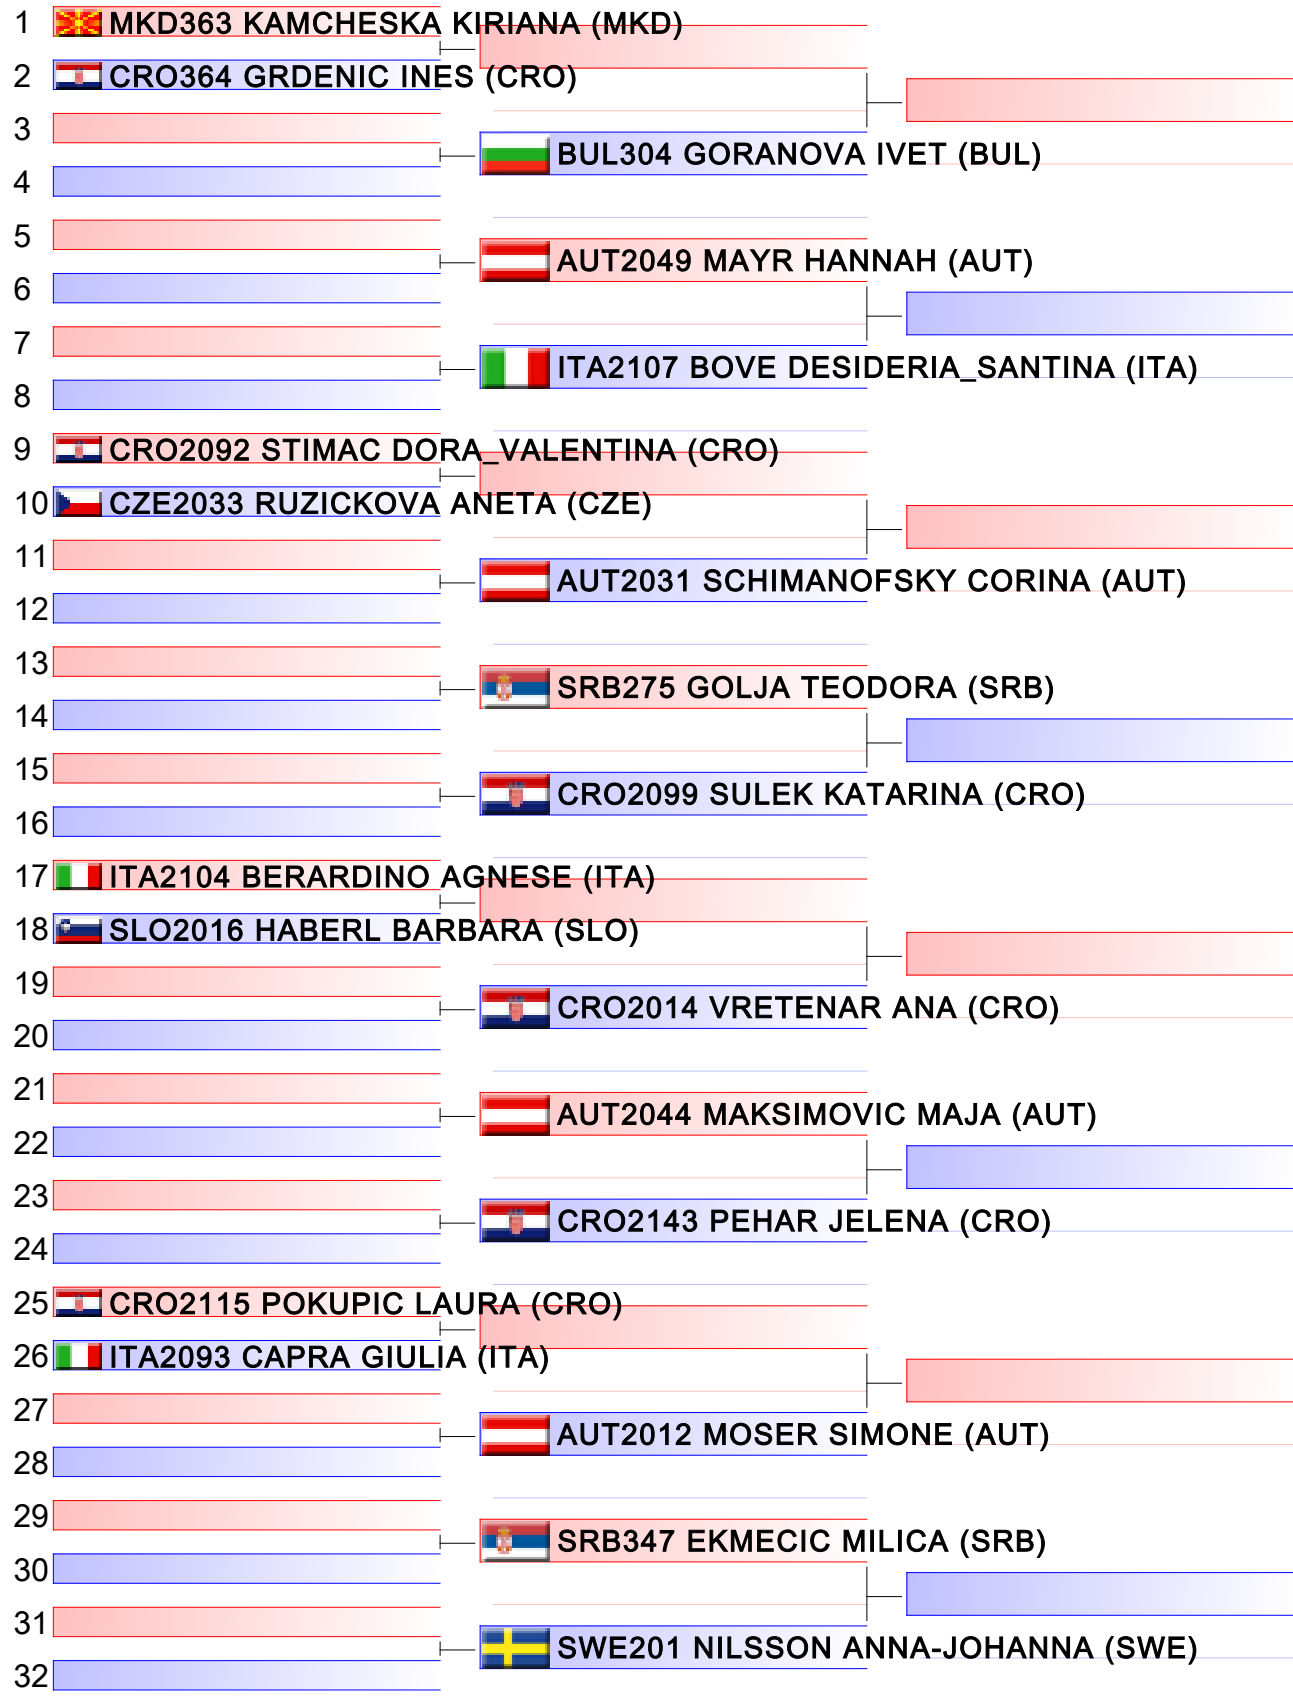 1 MKD363 KAMCHESKA KIRIANA (MKD)
2 CRO364 GRDENIC INES (CRO)
3
BUL304 GORANOVA IVET (BUL)
4
5
AUT2049 MAYR HANNAH (AUT)
6
7
ITA2107 BOVE DESIDERIA_SANTINA (ITA)
8
9 CRO2092 STIMAC DORA_VALENTINA (CRO)
10 CZE2033 RUZICKOVA ANETA (CZE)
11
AUT2031 SCHIMANOFSKY CORINA (AUT)
12
13
SRB275 GOLJA TEODORA (SRB)
14
15
CRO2099 SULEK KATARINA (CRO)
16
17 ITA2104 BERARDINO AGNESE (ITA)
18 SLO2016 HABERL BARBARA (SLO)
19
CRO2014 VRETENAR ANA (CRO)
20
21
AUT2044 MAKSIMOVIC MAJA (AUT)
22
23
CRO2143 PEHAR JELENA (CRO)
24
25 CRO2115 POKUPIC LAURA (CRO)
26 ITA2093 CAPRA GIULIA (ITA)
27
AUT2012 MOSER SIMONE (AUT)
28
29
SRB347 EKMECIC MILICA (SRB)
30
31
SWE201 NILSSON ANNA-JOHANNA (SWE)
32